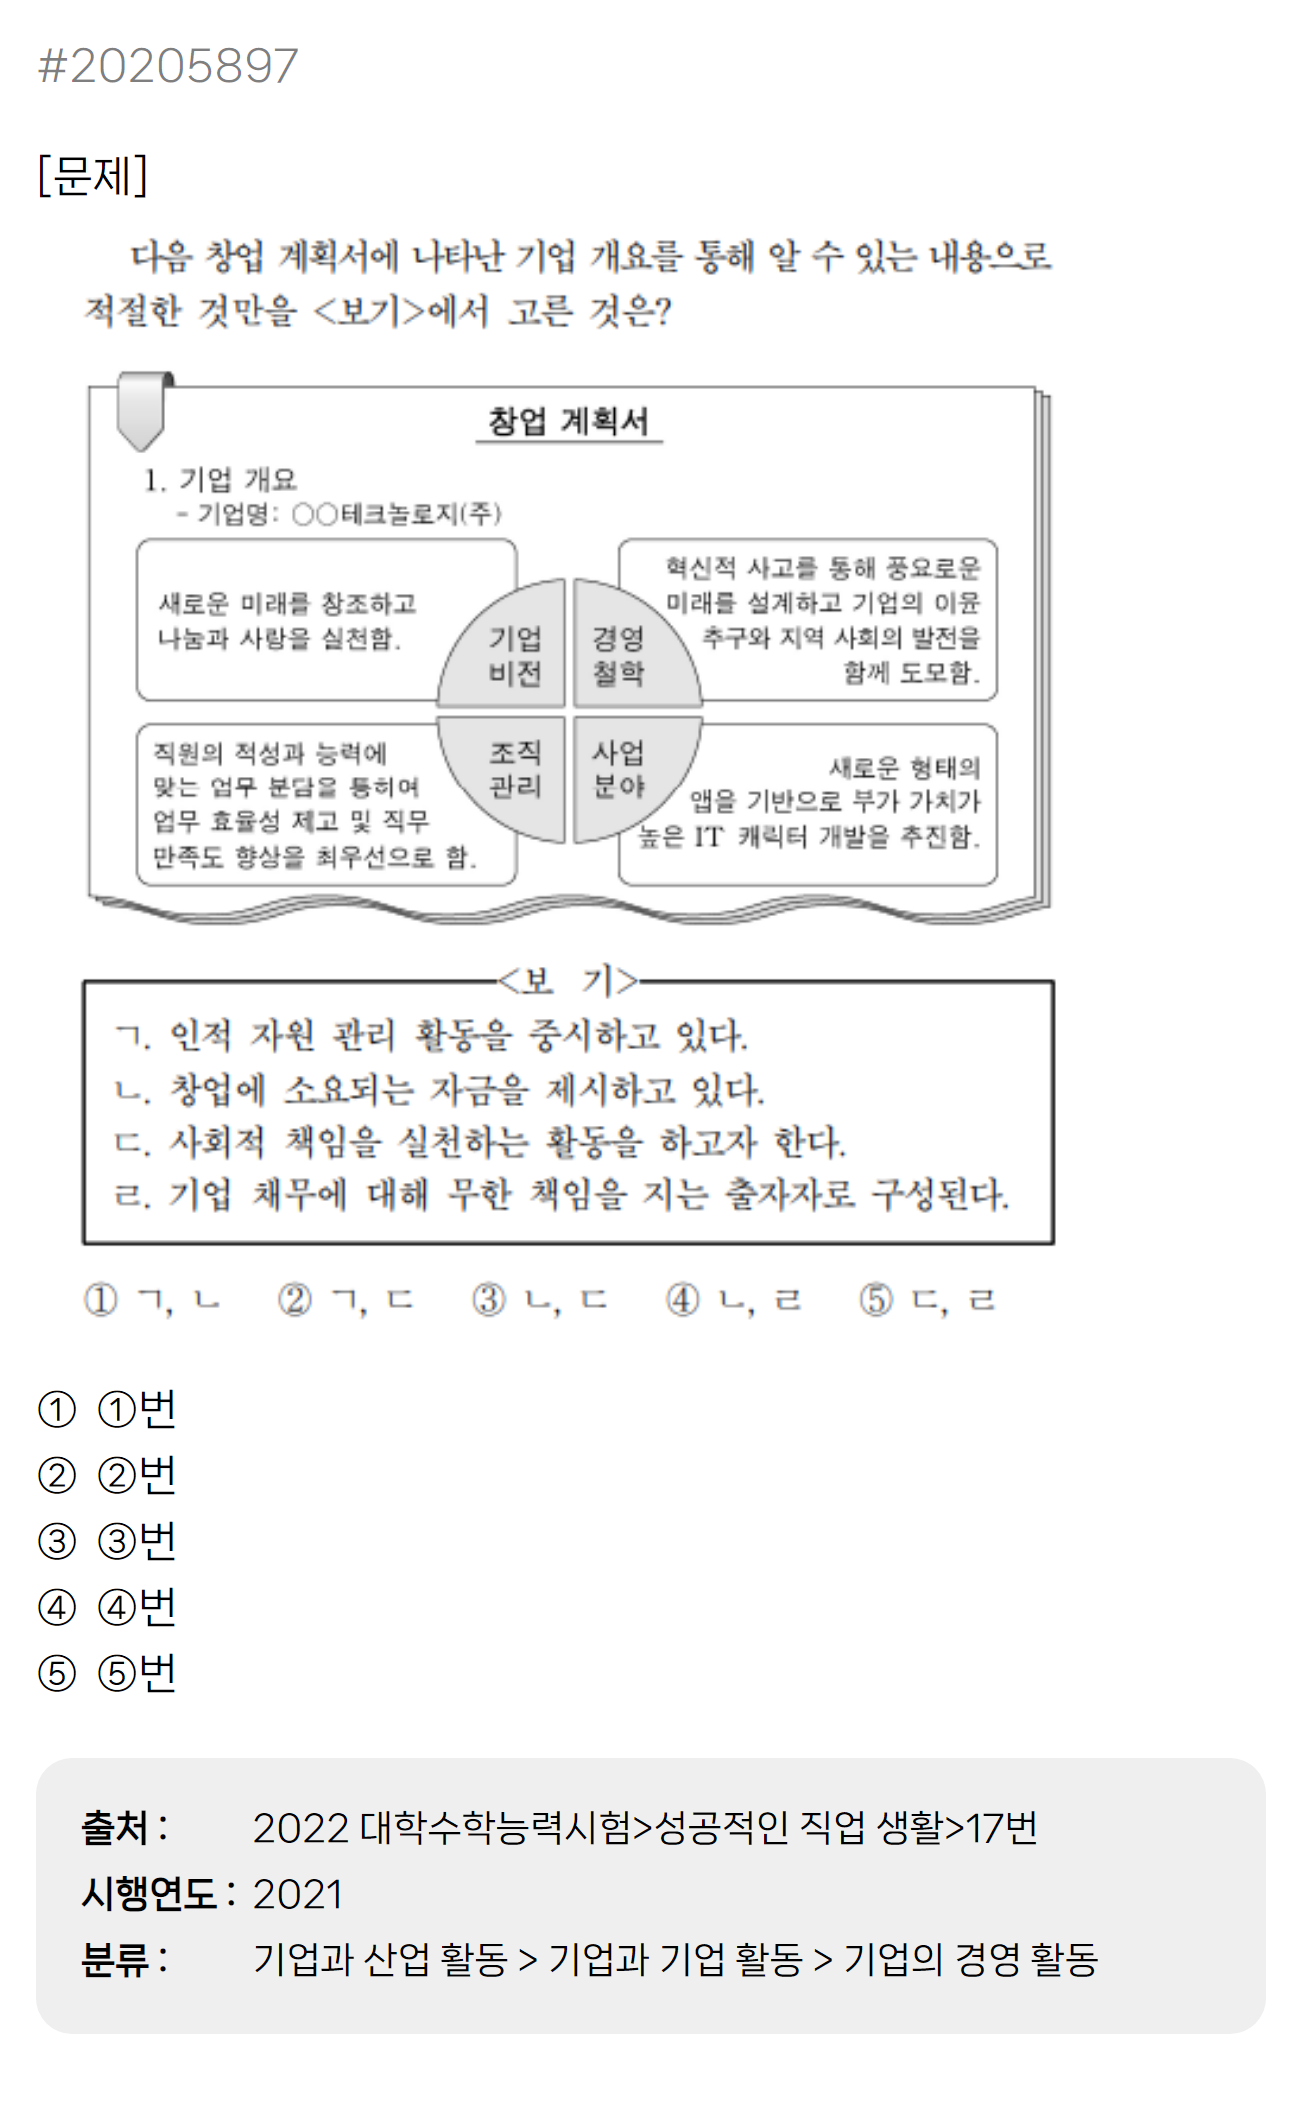 #20205897
[문제]
다음 창업 계획서에 나타난 기업 개요를 통해 알 수 있는 내용으로
적절한 것만을 <보기>에서 고른 것은?
창업 계획서
1. 기업 개요
- 기업명: ○○테크놀로지(주)
새로운 미래를 창조하고
나눔과 사랑을 실천함.
기업
비전
경영
철학
혁신적 사고를 통해 풍요로운
미래를 설계하고 기업의 이윤
추구와 지역 사회의 발전을
함께 도모함.
직원의 적성과 능력에
맞는 업무 분담을 통하여
업무 효율성 제고 및 직무
만족도 향상을 최우선으로 함.
조직
관리
사업
분야
새로운 형태의
앱을 기반으로 부가 가치가
높은 IT 캐릭터 개발을 추진함.
<보 기>
ㄱ. 인적 자원 관리 활동을 중시하고 있다.
ㄴ. 창업에 소요되는 자금을 제시하고 있다.
ㄷ. 사회적 책임을 실천하는 활동을 하고자 한다.
ㄹ. 기업 채무에 대해 무한 책임을 지는 출자자로 구성된다.
① ㄱ, ㄴ ② ㄱ, ㄷ ③ ㄴ, ㄷ ④ ㄴ, ㄹ ⑤ ㄷ, ㄹ
① ①번
② ②번
③ ③번
④ ④번
⑤ ⑤번
출처 : 2022 대학수학능력시험>성공적인 직업 생활>17번
시행연도 : 2021
분류 : 기업과 산업 활동 > 기업과 기업 활동 > 기업의 경영 활동